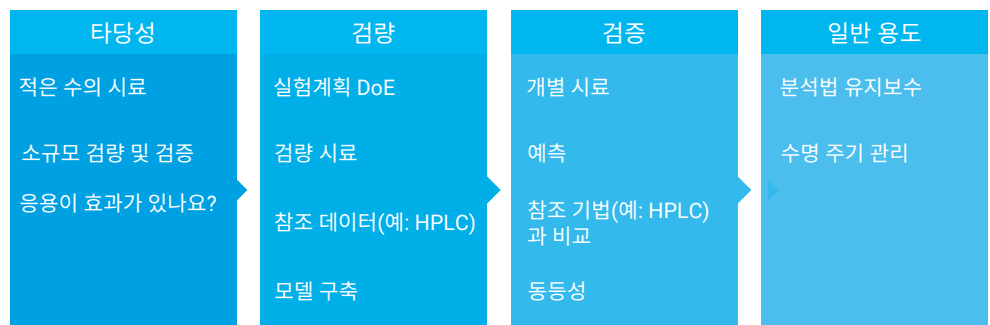 타당성
적은 수의 시료
소규모 검량 및 검증
응용이 효과가 있나요?
검량
실험계획 DoE
검량 시료
참조 데이터(예: HPLC)
모델 구축
검증
개별 시료
예측
참조 기법(예: HPLC)
과 비교
동등성
일반 용도
분석법 유지보수
수명 주기 관리